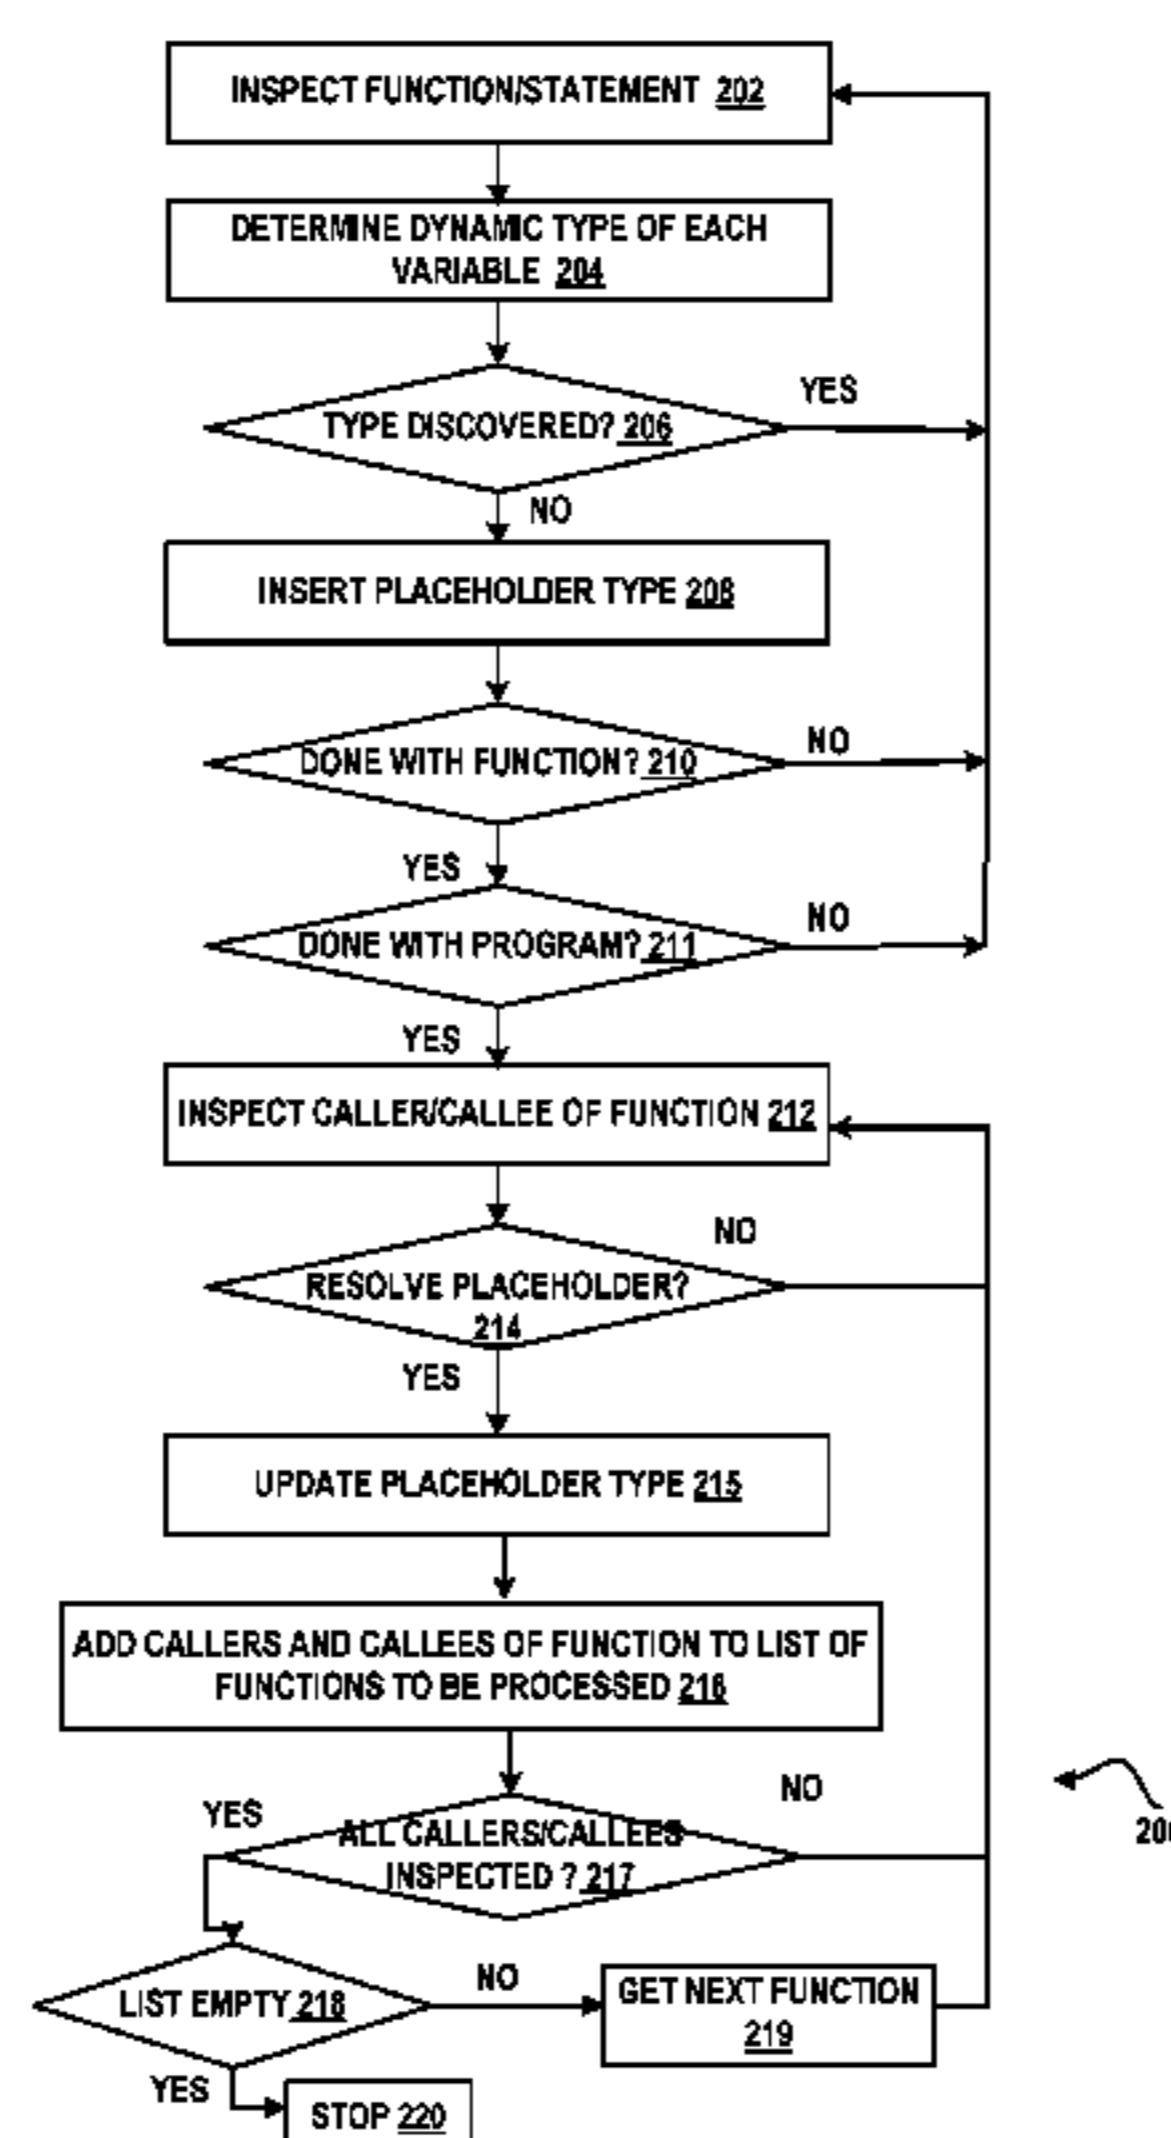 INSPECT FUNCTION/STATEMENT 202
DETERMINE DYNAMIC TYPE OF EACH
VARIABLE 204
TYPE DISCOVERED? 206
YES
NO
INSERT PLACEHOLDER TYPE 208
DONE WITH FUNCTION? 210
NO
YES
DONE WITH PROGRAM? 211
NO
YES
INSPECT CALLER/CALLEE OF FUNCTION 212
NO
RESOLVE PLACEHOLDER?
214
YES
UPDATE PLACEHOLDER TYPE 215
ADD CALLERS AND CALLEES OF FUNCTION TO LIST OF
FUNCTIONS TO BE PROCESSED 216
NO
YES
ALL CALLERS/CALLEES
INSPECTED ? 217
LIST EMPTY 218
NO
GET NEXT FUNCTION
219
YES
STOP 220